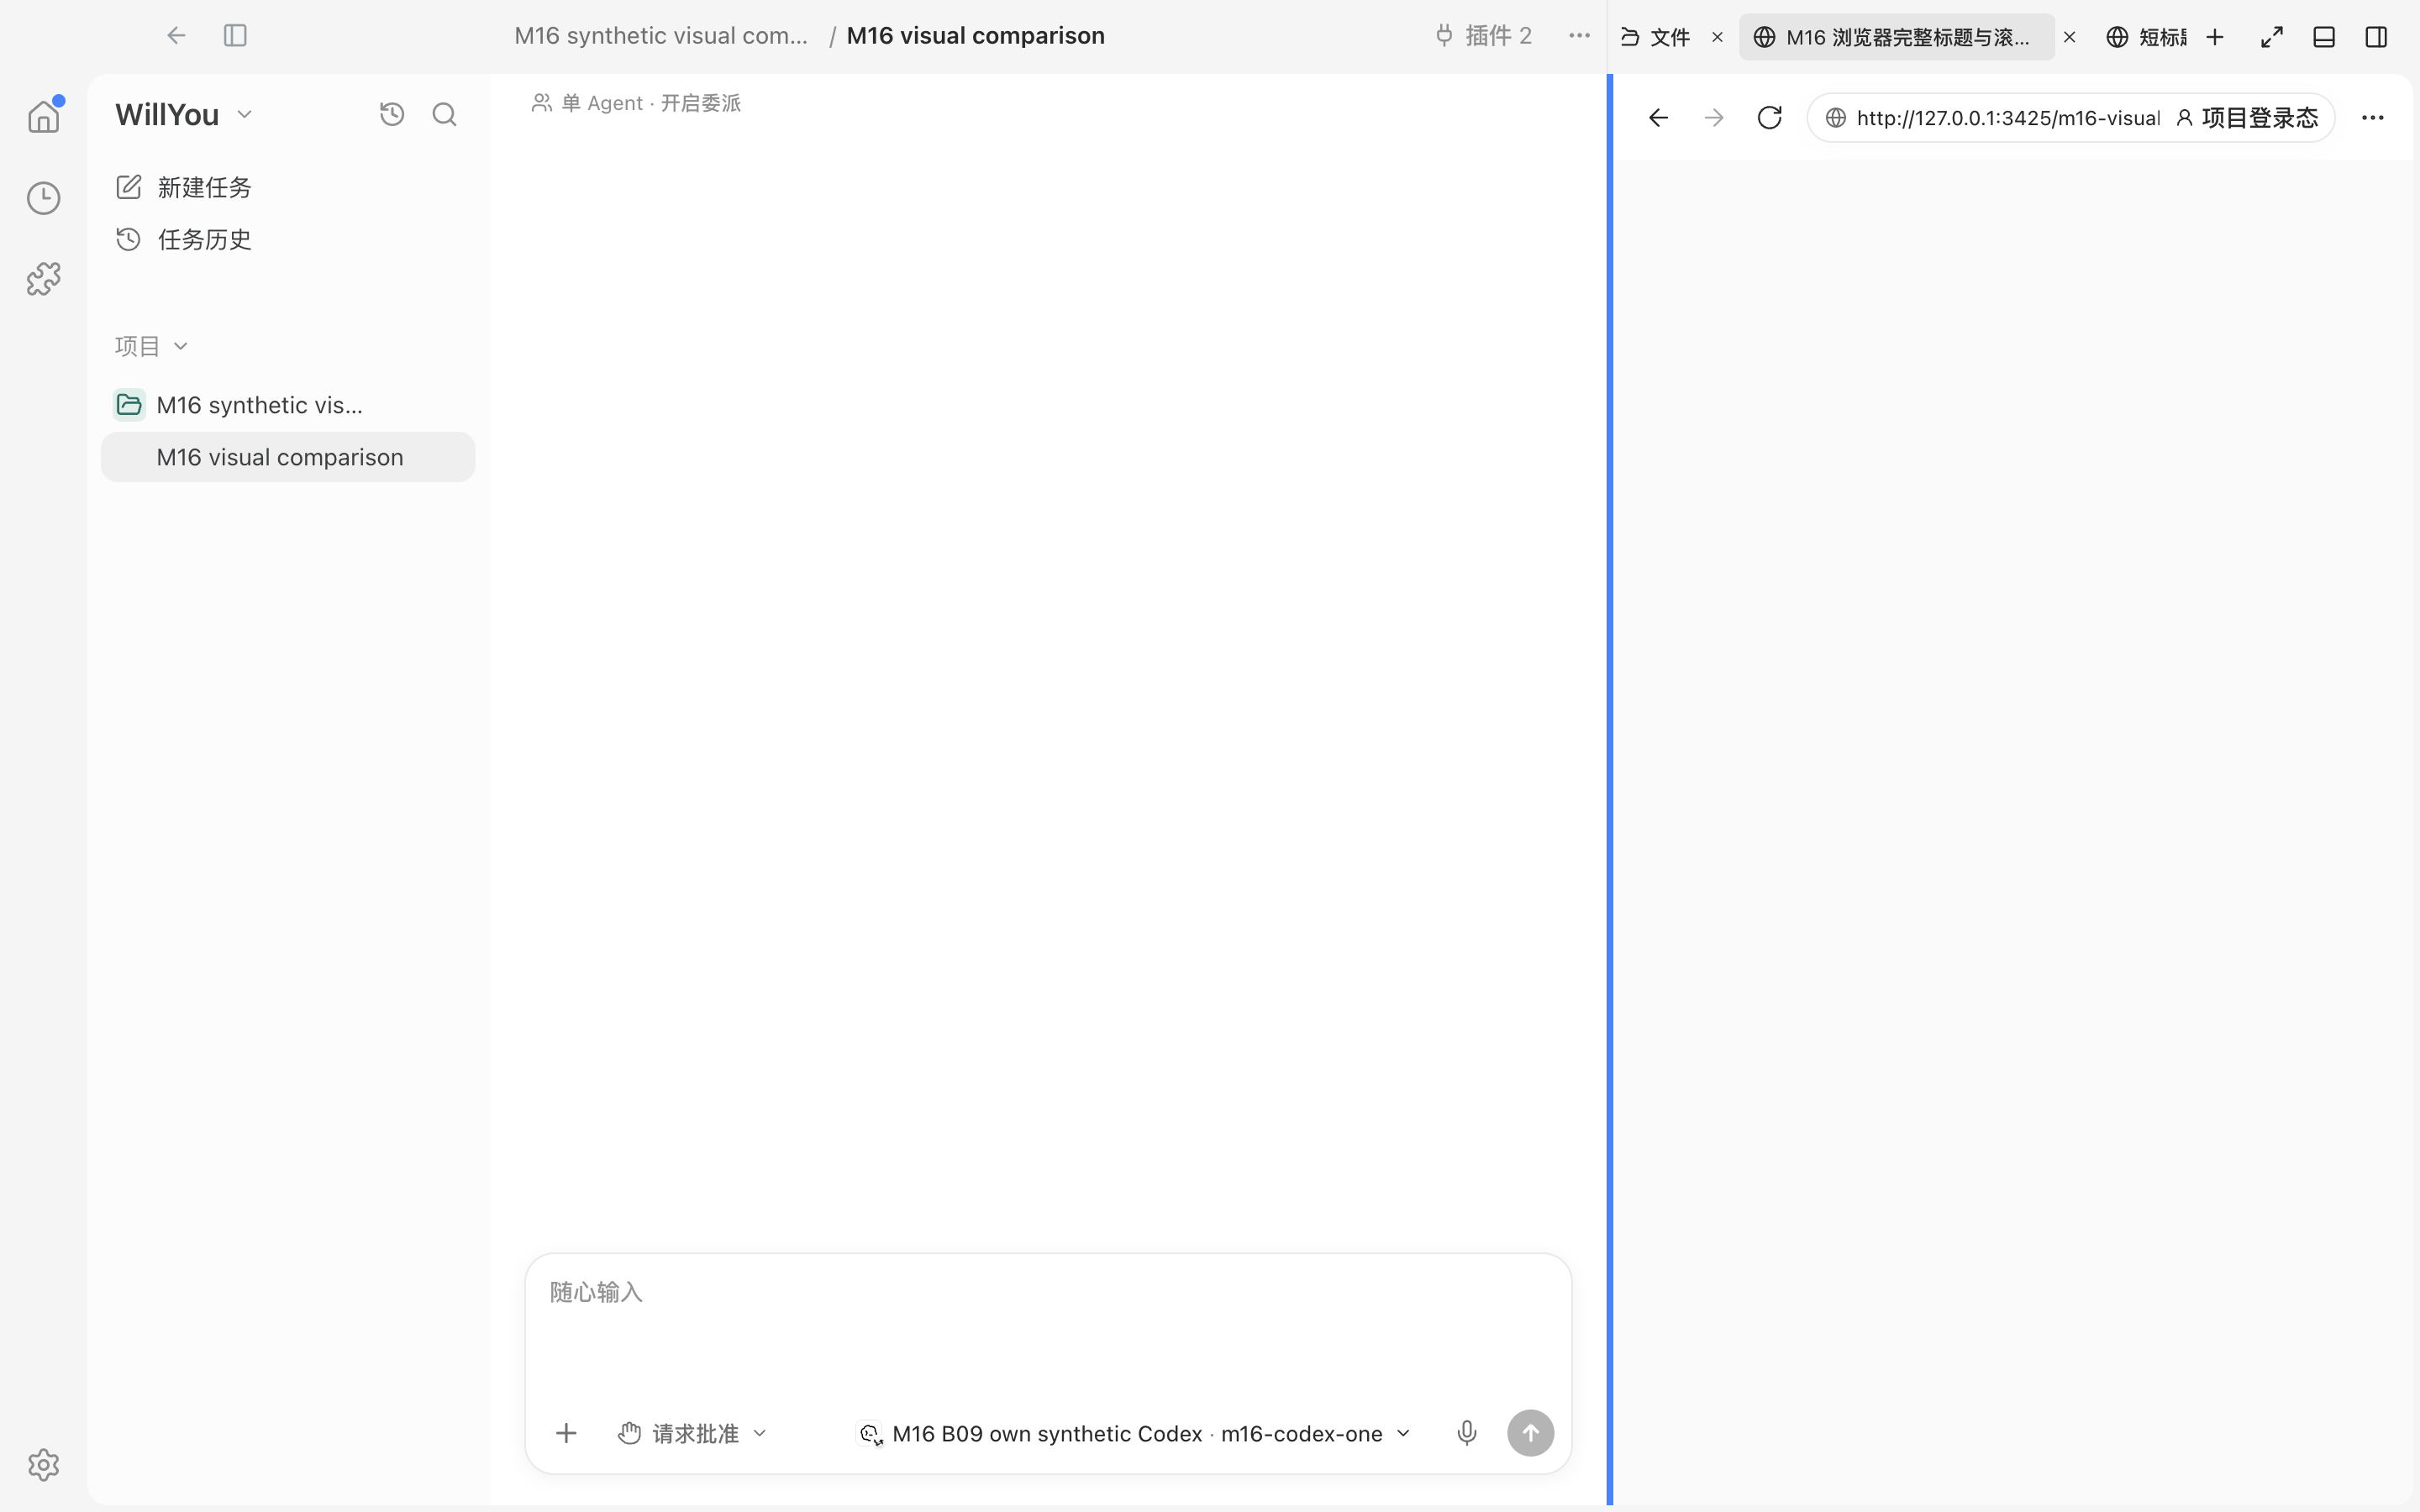 M16 synthetic visual com... / M16 visual comparison
插件 2
文件
M16 浏览器完整标题与滚...
短标
WillYou
新建任务
任务历史
项目
M16 synthetic vis...
M16 visual comparison
单 Agent · 开启委派
http://127.0.0.1:3425/m16-visual
项目登录态
随心输入
请求批准
M16 B09 own synthetic Codex · m16-codex-one